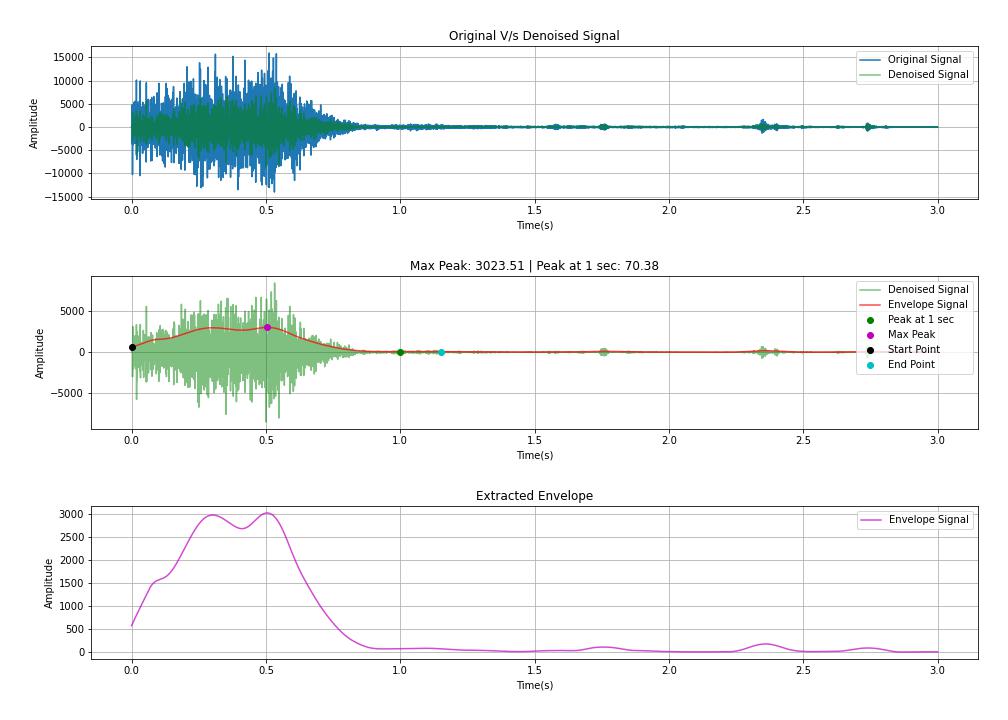 Original V/s Denoised Signal
15000
10000
5000
0
−5000
−10000
−15000
Amplitude
Original Signal
Denoised Signal
0.0 0.5 1.0 1.5 2.0 2.5 3.0
Time(s)
Max Peak: 3023.51 | Peak at 1 sec: 70.38
5000
0
−5000
Amplitude
Denoised Signal
Envelope Signal
Peak at 1 sec
Max Peak
Start Point
End Point
0.0 0.5 1.0 1.5 2.0 2.5 3.0
Time(s)
Extracted Envelope
3000
2500
2000
1500
1000
500
0
Amplitude
Envelope Signal
0.0 0.5 1.0 1.5 2.0 2.5 3.0
Time(s)